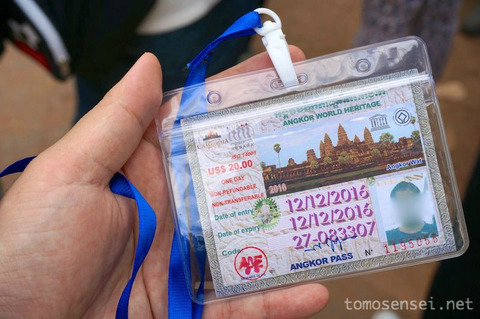 ANGKOR WORLD HERITAGE
UNESCO
US$ 20.00
ONE DAY
NON-REFUNDABLE
NON-TRANSFERABLE
Angkor Wat
2016
Date of entry 12/12/2016
Date of expiry 12/12/2016
Code: 27-083307
ANGKOR PASS
tomosensei.net